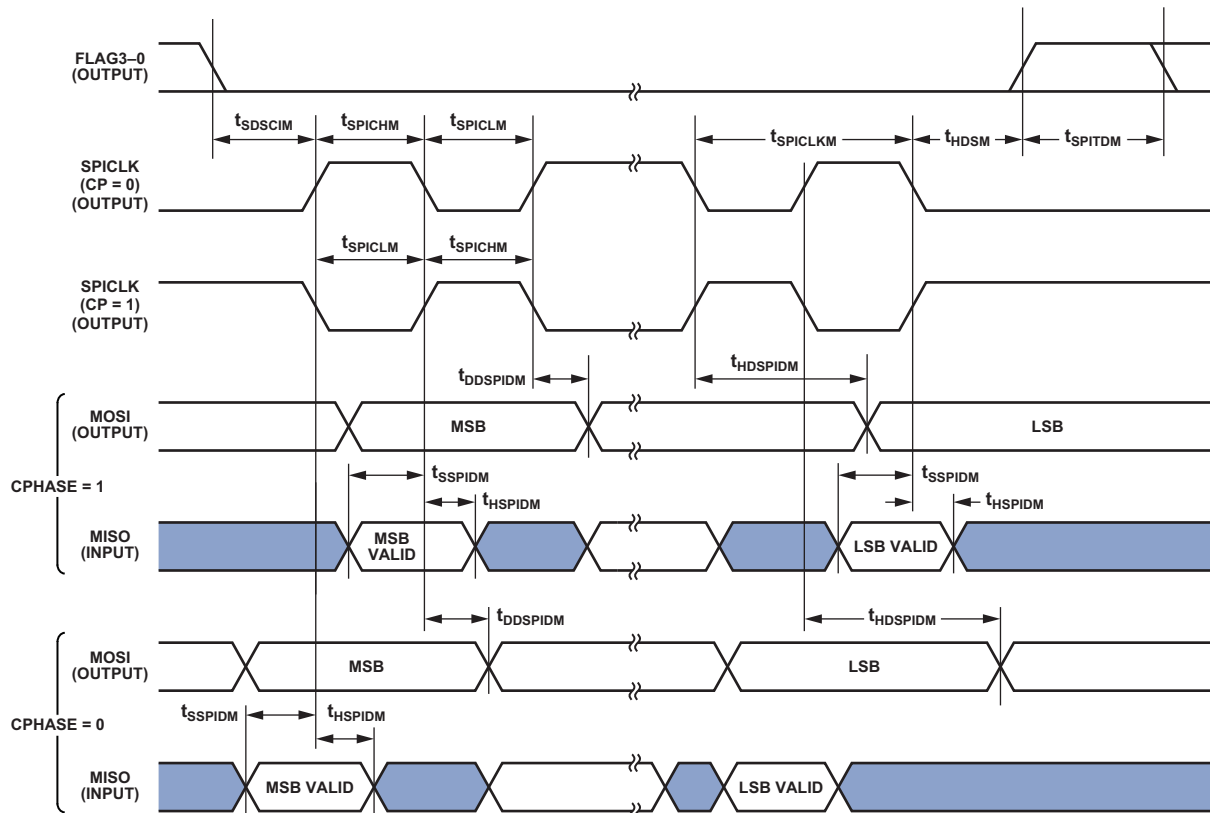 FLAG3–0
(OUTPUT)
tSDSCIM
tSPICHM
tSPICLM
tSPICLKM
tHDSM
tSPITDM
SPICLK
(CP = 0)
(OUTPUT)
tSPICLM
tSPICHM
SPICLK
(CP = 1)
(OUTPUT)
tDDSPIDM
tHDSPIDM
CPHASE = 1
MOSI
(OUTPUT)
MSB
LSB
tSSPIDM
tSSPIDM
tHSPIDM
tHSPIDM
MISO
(INPUT)
MSB
VALID
LSB VALID
tDDSPIDM
tHDSPIDM
CPHASE = 0
MOSI
(OUTPUT)
MSB
LSB
tSSPIDM
tHSPIDM
MISO
(INPUT)
MSB VALID
LSB VALID